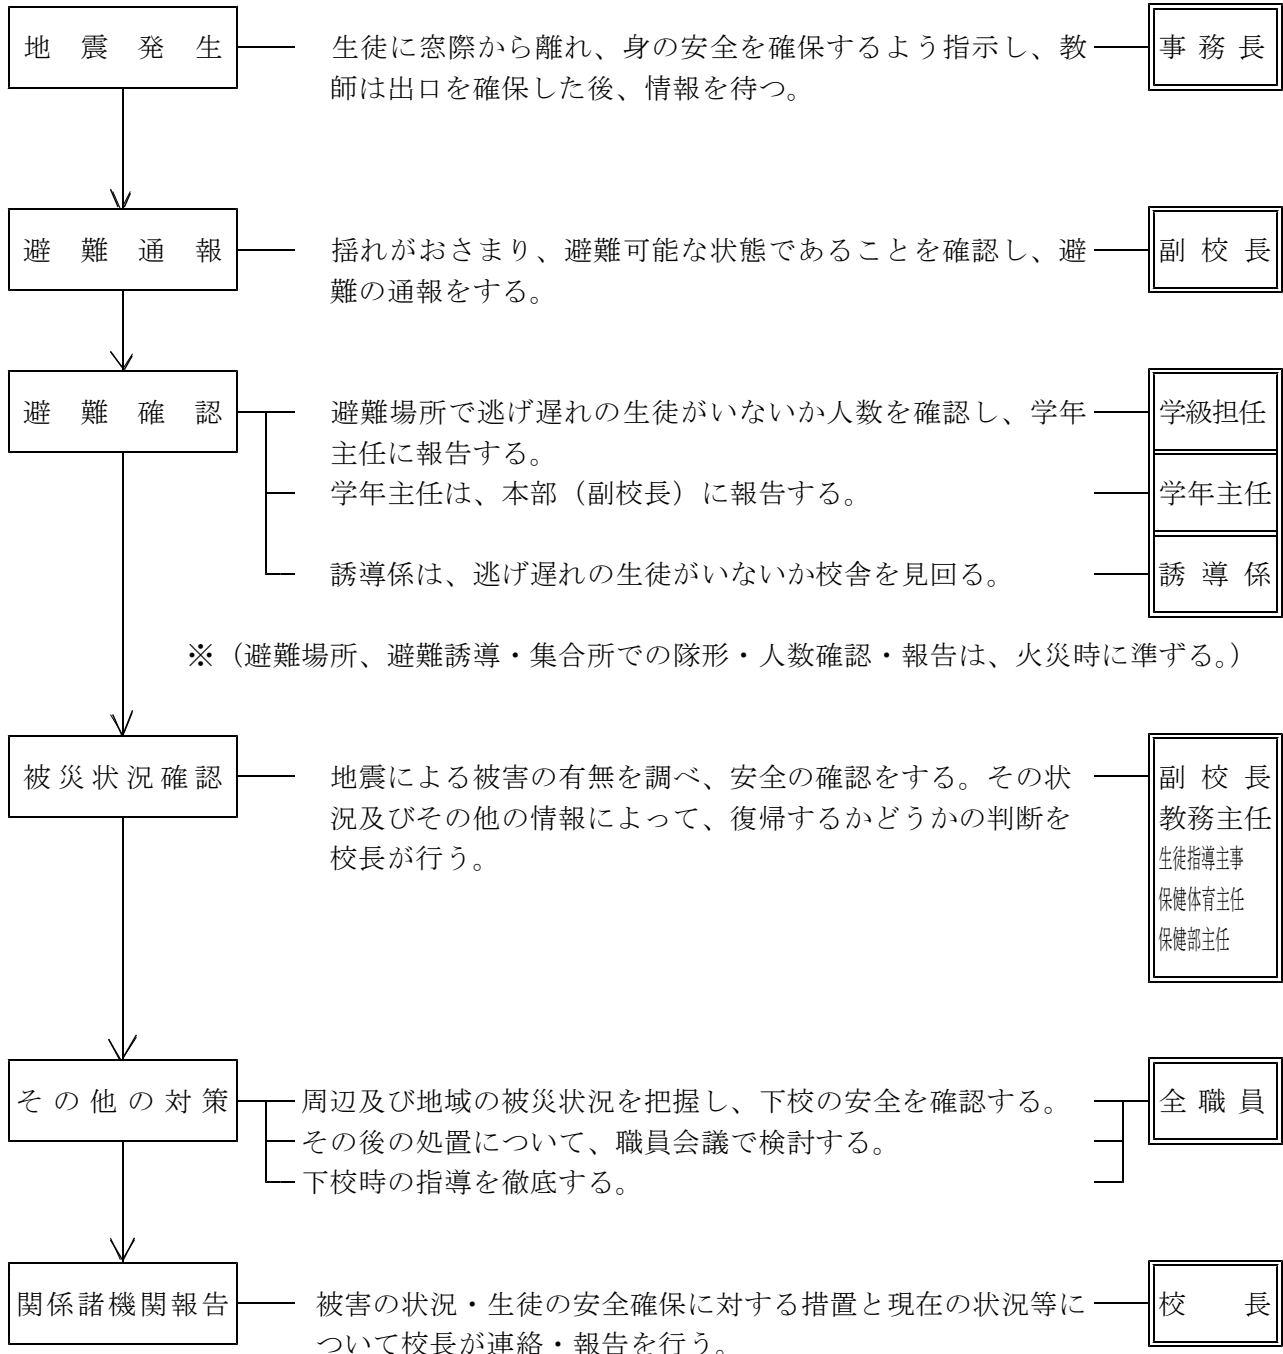 地震発生
生徒に窓際から離れ、身の安全を確保するよう指示し、教
事務長
師は出口を確保した後、情報を待つ。
避難通報
揺れがおさまり、避難可能な状態であることを確認し、避
副校長
難の通報をする。
避難確認
避難場所で逃げ遅れの生徒がいないか人数を確認し、学年
学級担任
主任に報告する。
学年主任は、本部（副校長）に報告する。
学年主任
誘導係は、逃げ遅れの生徒がいないか校舎を見回る。
誘導係
※（避難場所、避難誘導・集合所での隊形・人数確認・報告は、火災時に準ずる。）
被災状況確認
地震による被害の有無を調べ、安全の確認をする。その状
副校長
況及びその他の情報によって、復帰するかどうかの判断を
教務主任
校長が行う。
生徒指導主事
保健体育主任
保健部主任
その他の対策
周辺及び地域の被災状況を把握し、下校の安全を確認する。
全職員
その後の処置について、職員会議で検討する。
下校時の指導を徹底する。
関係諸機関報告
被害の状況・生徒の安全確保に対する措置と現在の状況等に
校長
ついて校長が連絡・報告を行う。